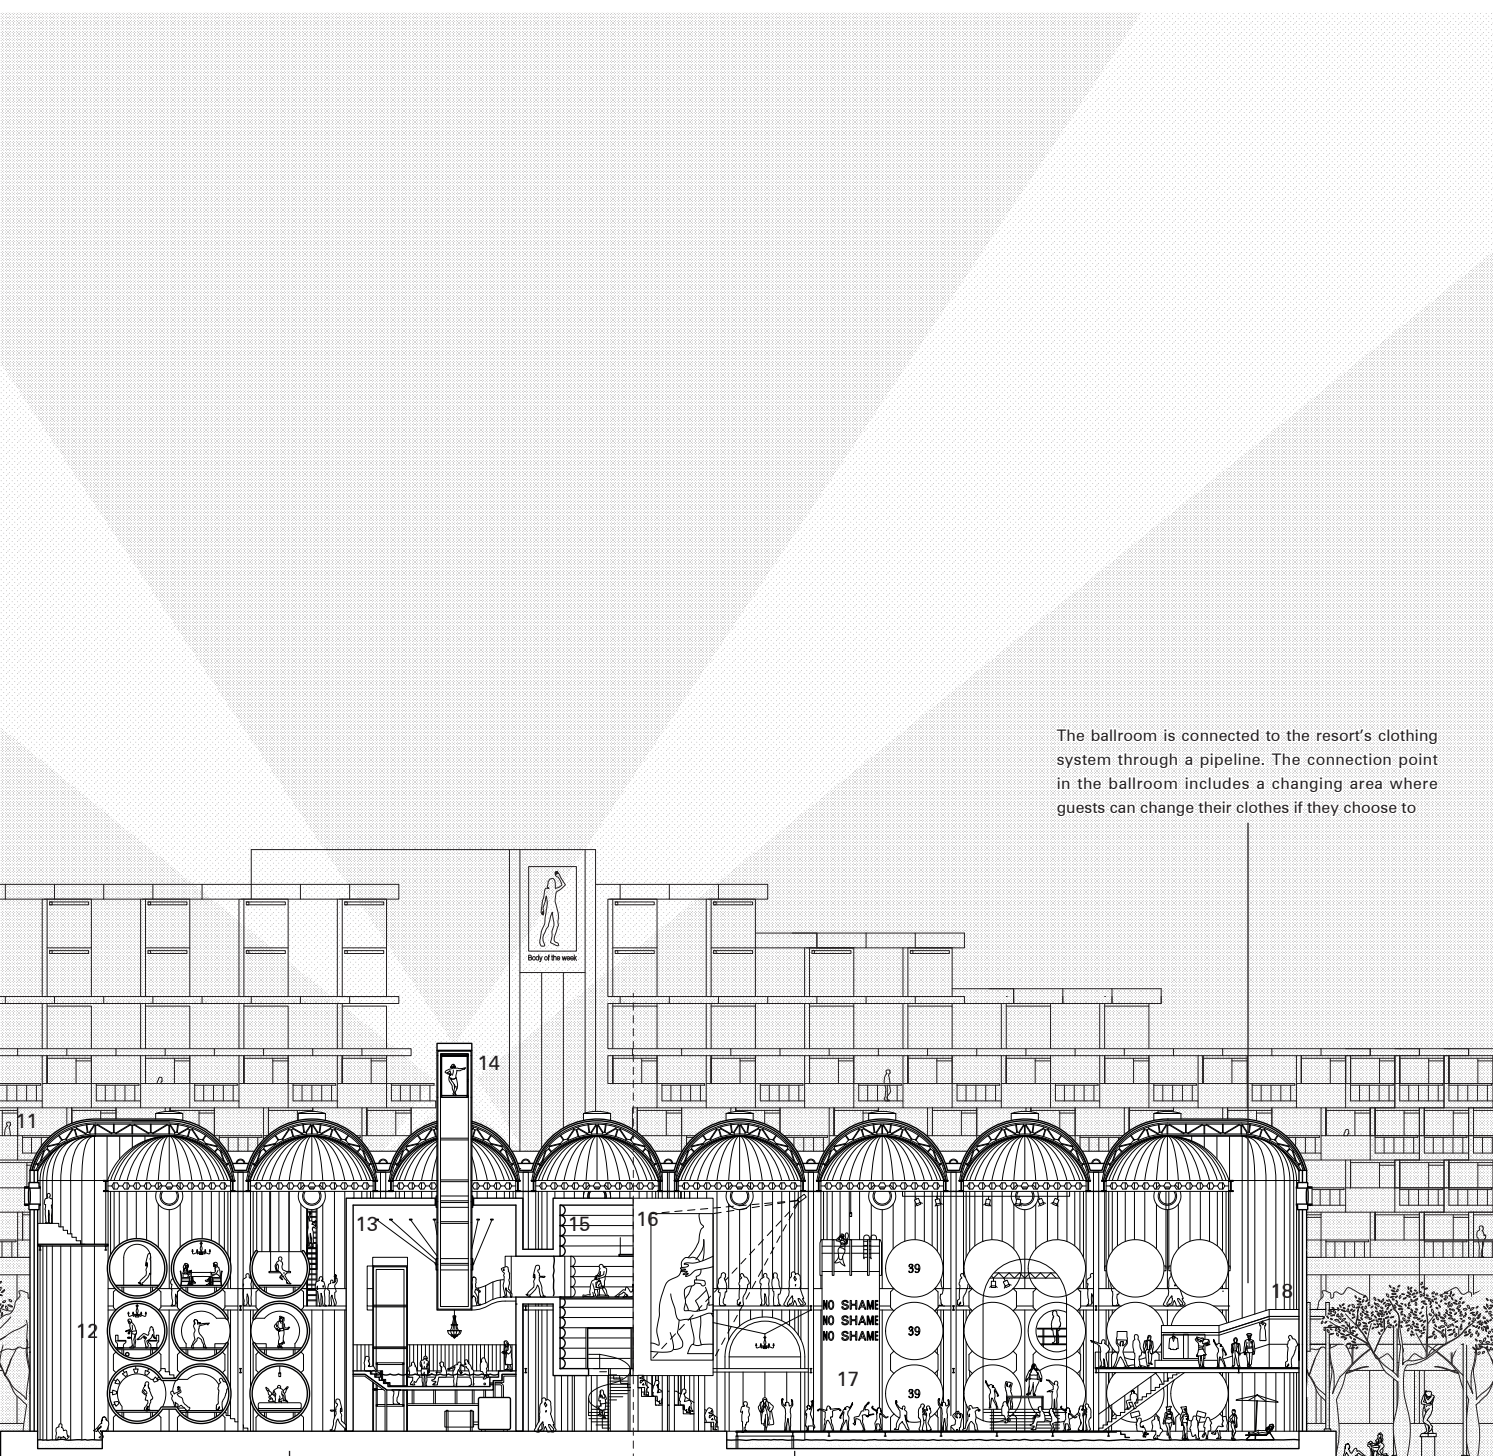 The ballroom is connected to the resort's clothing
system through a pipeline. The connection point
in the ballroom includes a changing area where
guests can change their clothes if they choose to
Body of the week
14
11
13
15
16
39
18
NO SHAME
NO SHAME
NO SHAME
12
39
17
39